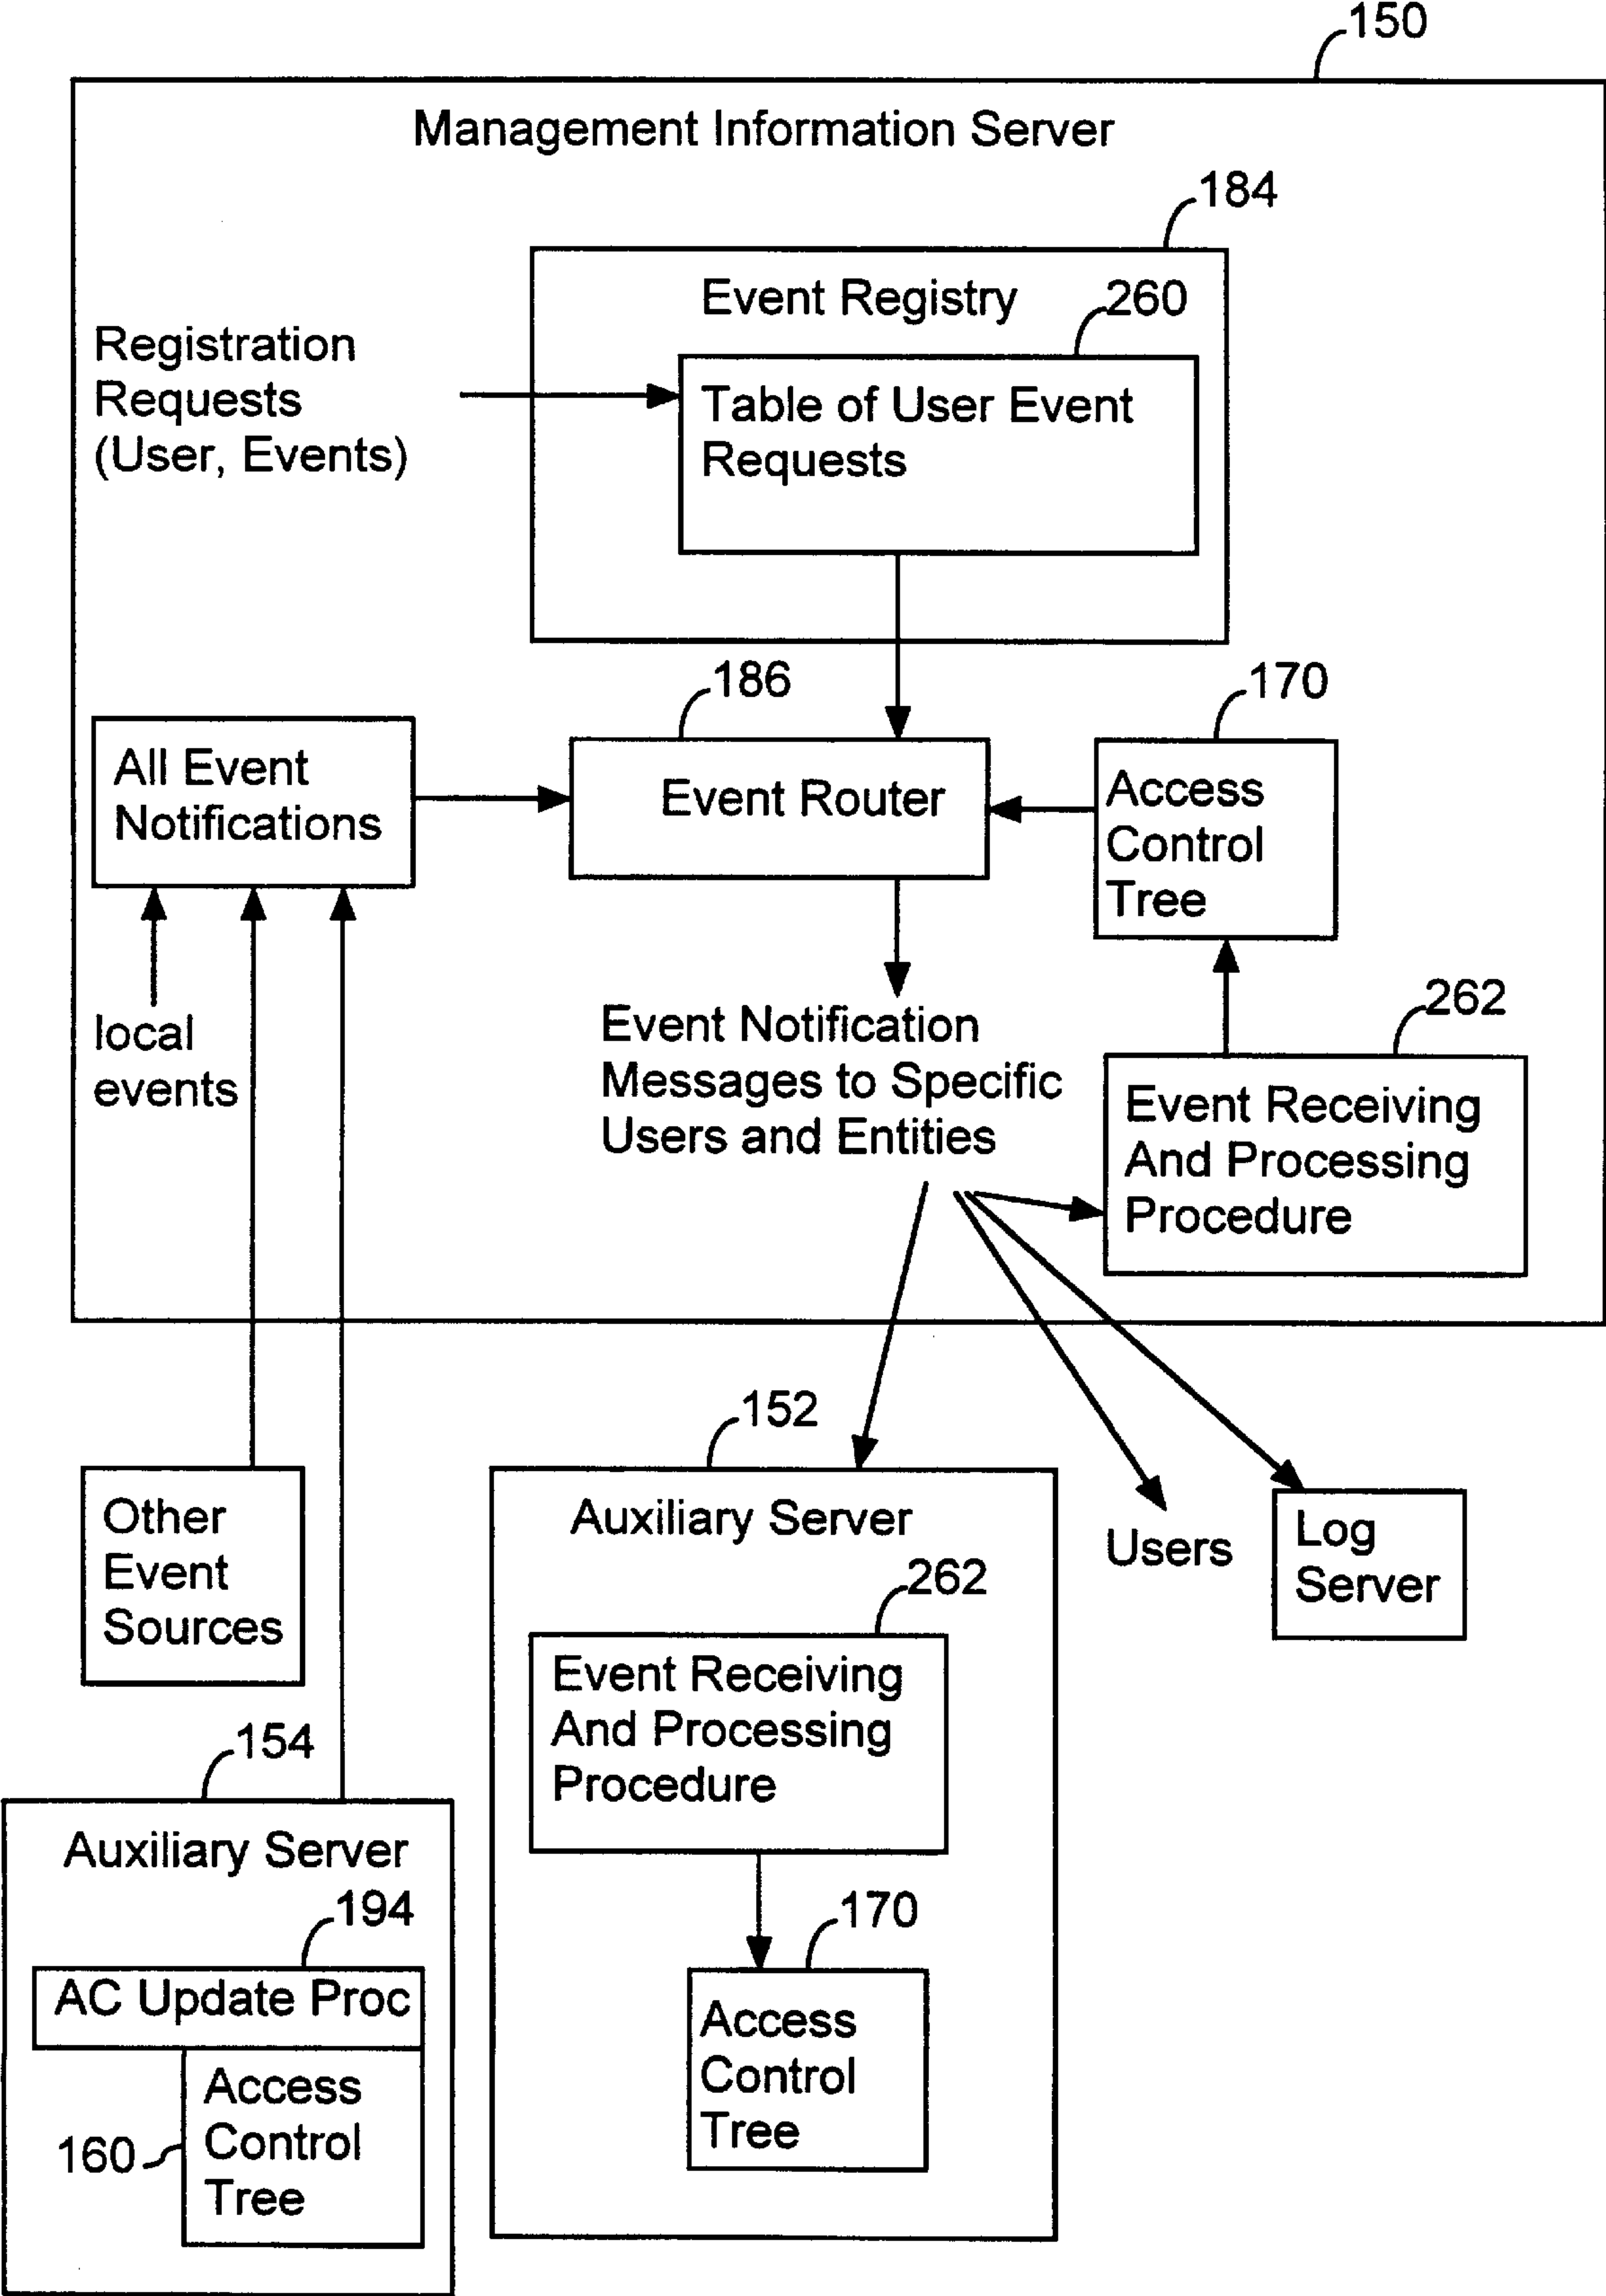 150
Management Information Server
184
Event Registry
260
Registration
Requests
(User, Events)
Table of User Event
Requests
186
170
All Event
Notifications
Event Router
Access
Control
Tree
local
events
Event Notification
Messages to Specific
Users and Entities
262
Event Receiving
And Processing
Procedure
152
Other
Event
Sources
Auxiliary Server
Users
Log
Server
262
Event Receiving
And Processing
Procedure
154
Auxiliary Server
194
AC Update Proc
160
Access
Control
Tree
170
Access
Control
Tree